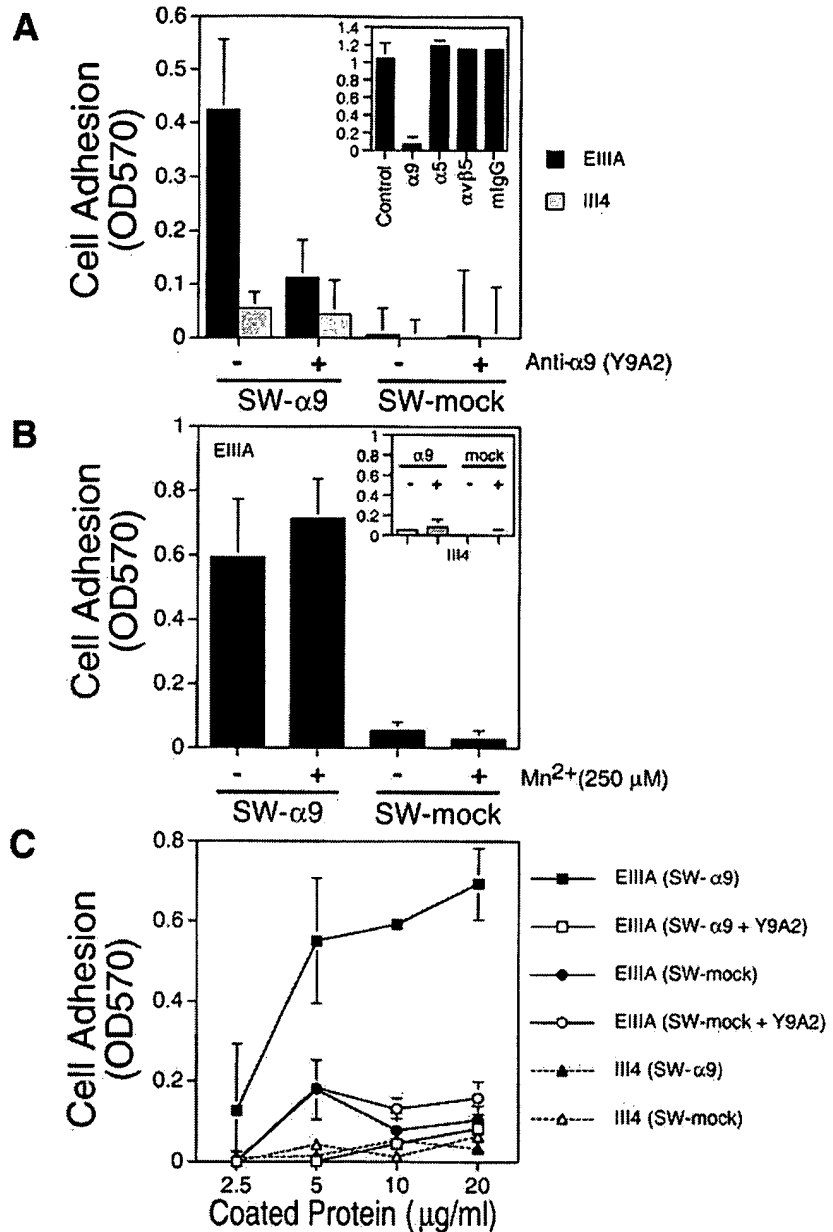 A
Cell Adhesion
(OD570)
0.6
0.5
0.4
0.3
0.2
0.1
0
1.4
1.2
1
0.8
0.6
0.4
0.2
0
Control
α9
α5
αvβ5
mIgG
EIIIA
III4
- + - + Anti-α9 (Y9A2)
SW-α9 SW-mock
B
Cell Adhesion
(OD570)
1
0.8
0.6
0.4
0.2
0
EIIIA
1
0.8
0.6
0.4
0.2
0
α9 mock
- + - +
III4
- + - + Mn2+(250 μM)
SW-α9 SW-mock
C
Cell Adhesion
(OD570)
0.8
0.6
0.4
0.2
0
2.5 5 10 20
Coated Protein (μg/ml)
EIIIA (SW-α9)
EIIIA (SW-α9 + Y9A2)
EIIIA (SW-mock)
EIIIA (SW-mock + Y9A2)
III4 (SW-α9)
III4 (SW-mock)